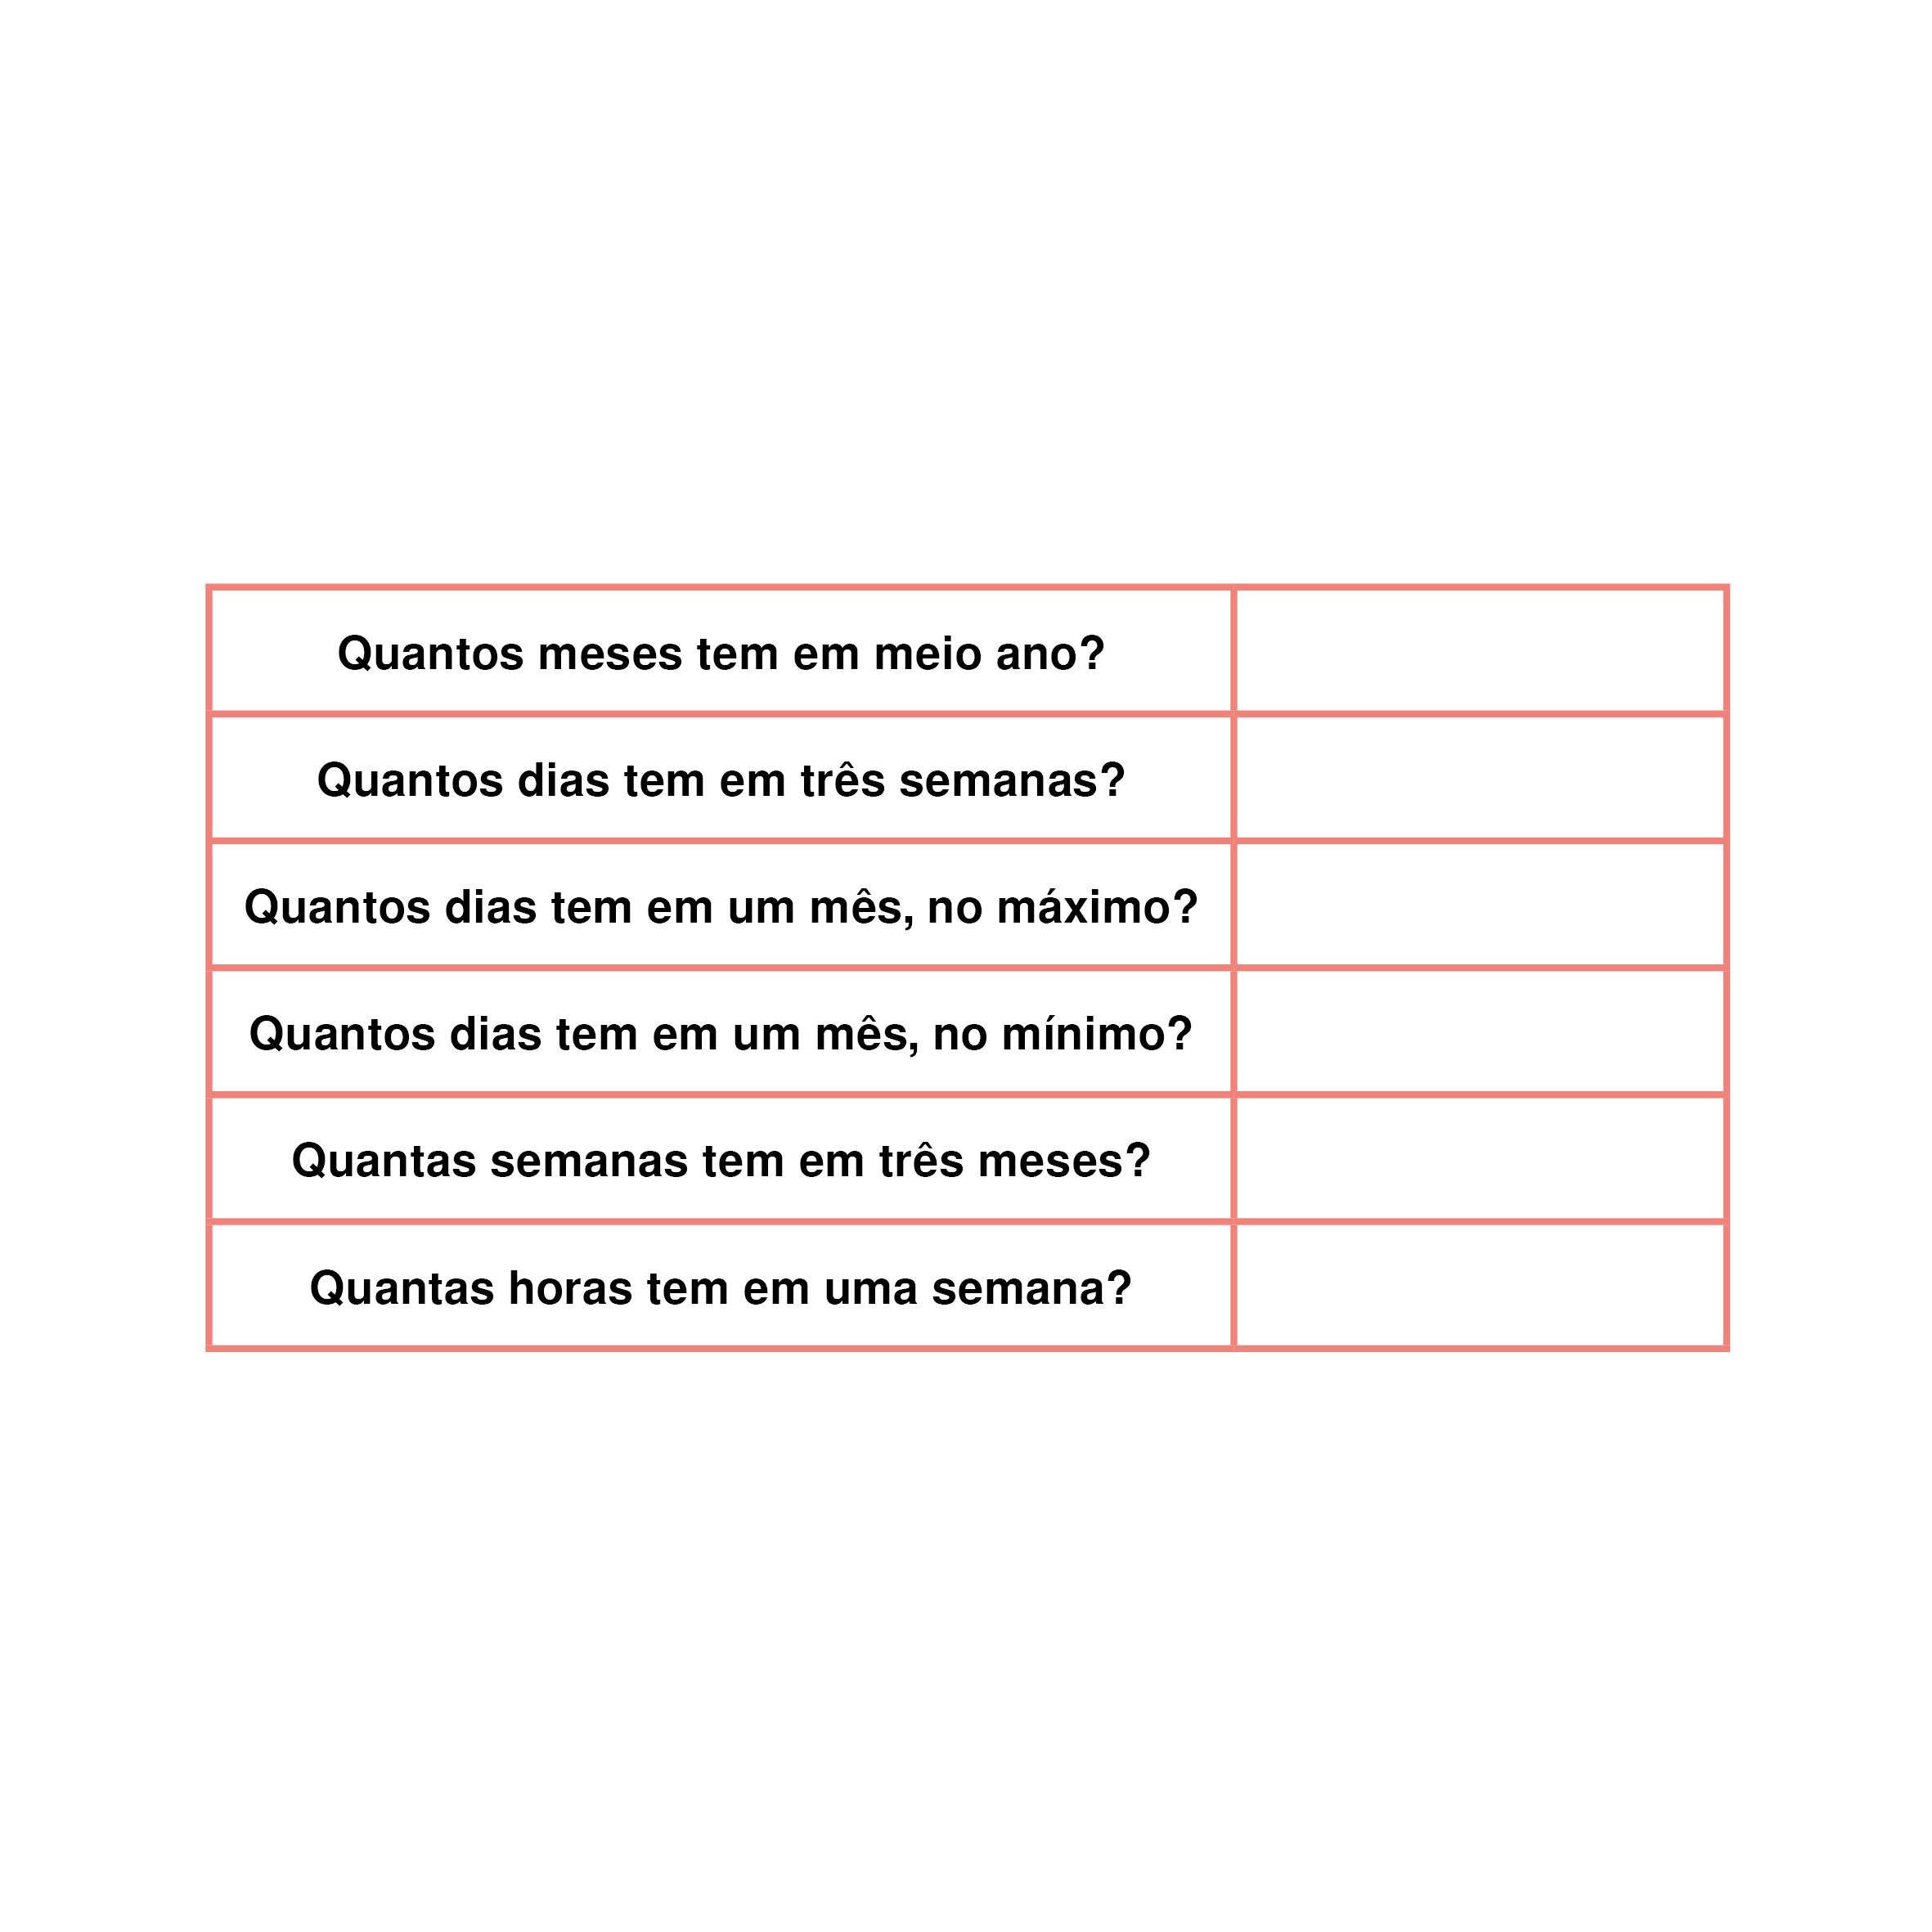 Quantos meses tem em meio ano?
Quantos dias tem em três semanas?
Quantos dias tem em um mês, no máximo?
Quantos dias tem em um mês, no mínimo?
Quantas semanas tem em três meses?
Quantas horas tem em uma semana?